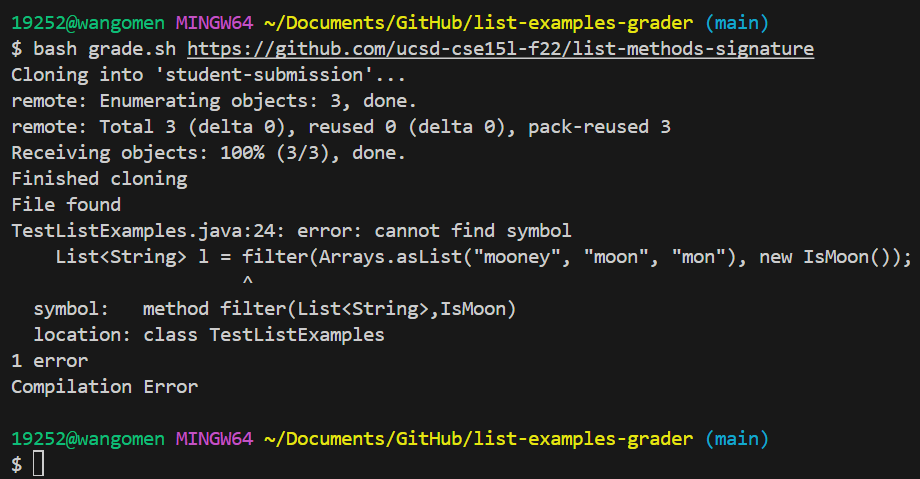 19252@wangomen MINGW64 ~/Documents/GitHub/list-examples-grader (main)
$ bash grade.sh https://github.com/ucsd-cse15l-f22/list-methods-signature
Cloning into 'student-submission'...
remote: Enumerating objects: 3, done.
remote: Total 3 (delta 0), reused 0 (delta 0), pack-reused 3
Receiving objects: 100% (3/3), done.
Finished cloning
File found
TestListExamples.java:24: error: cannot find symbol
    List<String> l = filter(Arrays.asList("mooney", "moon", "mon"), new IsMoon());
                     ^
  symbol:   method filter(List<String>,IsMoon)
  location: class TestListExamples
1 error
Compilation Error
19252@wangomen MINGW64 ~/Documents/GitHub/list-examples-grader (main)
$